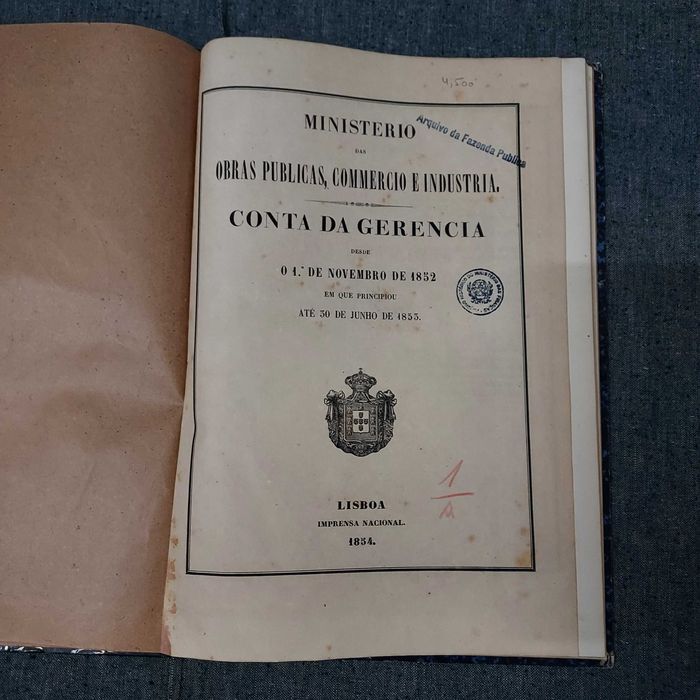 4,500
Arquivo da Fazenda Publica
MINISTERIO
DAS
OBRAS PUBLICAS, COMMERCIO E INDUSTRIA.
CONTA DA GERENCIA
DESDE
O 1.º DE NOVEMBRO DE 1852
EM QUE PRINCIPIOU
ATÉ 30 DE JUNHO DE 1853.
1
LISBOA
IMPRENSA NACIONAL.
1854.